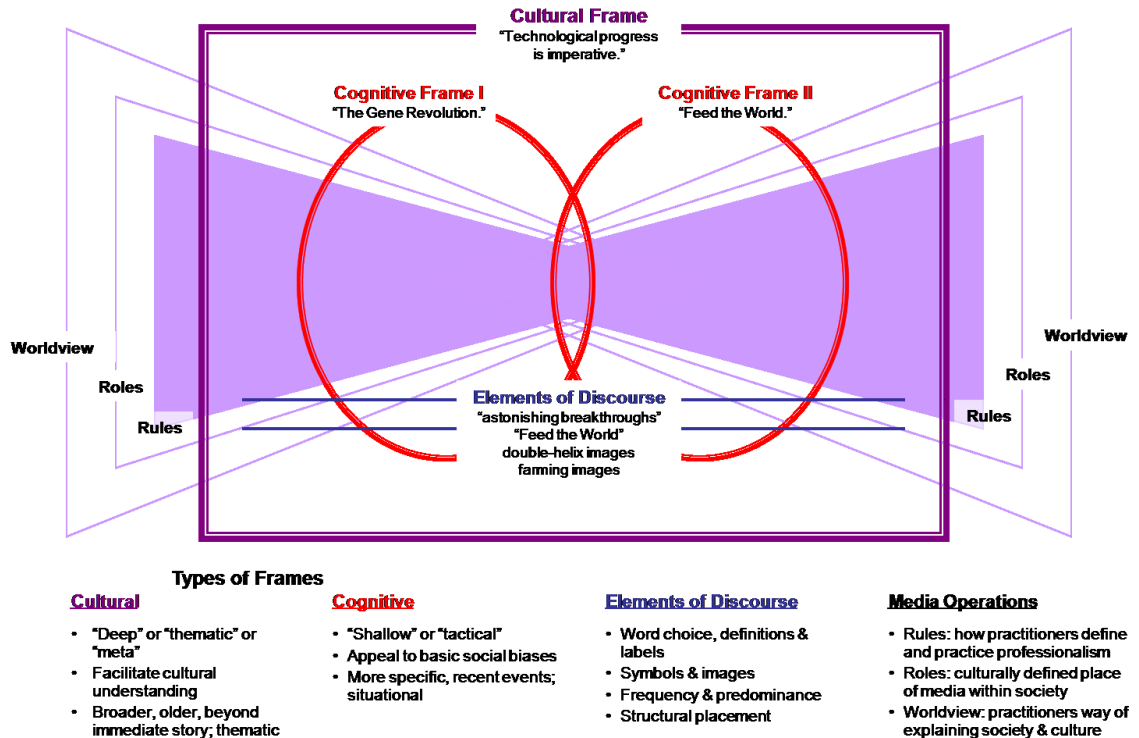 Cultural Frame
“Technological progress
is imperative.”
Cognitive Frame I
“The Gene Revolution.”
Cognitive Frame II
“Feed the World.”
Worldview
Roles
Rules
Worldview
Roles
Rules
Elements of Discourse
“astonishing breakthroughs”
“Feed the World”
double-helix images
farming images
Types of Frames
Cultural
• “Deep” or “thematic” or
“meta”
• Facilitate cultural
understanding
• Broader, older, beyond
immediate story; thematic
Cognitive
• “Shallow” or “tactical”
• Appeal to basic social biases
• More specific, recent events;
situational
Elements of Discourse
• Word choice, definitions &
labels
• Symbols & images
• Frequency & predominance
• Structural placement
Media Operations
• Rules: how practitioners define
and practice professionalism
• Roles: culturally defined place
of media within society
• Worldview: practitioners way of
explaining society & culture